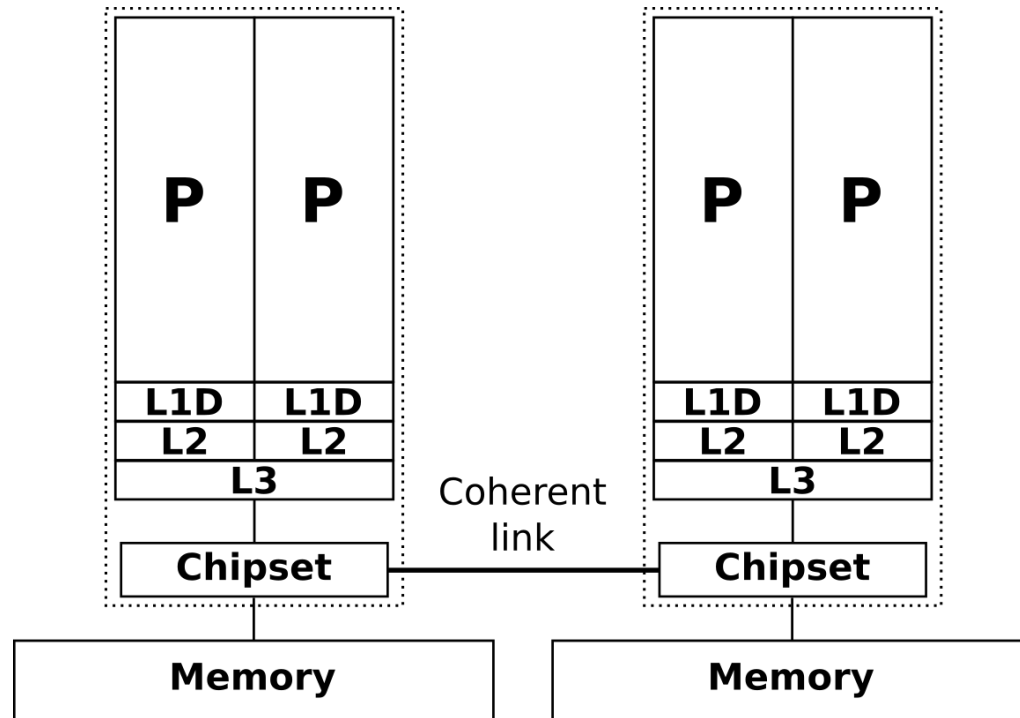 P P P P
L1D L1D L1D L1D
L2 L2 L2 L2
L3 L3
Coherent
link
Chipset Chipset
Memory Memory